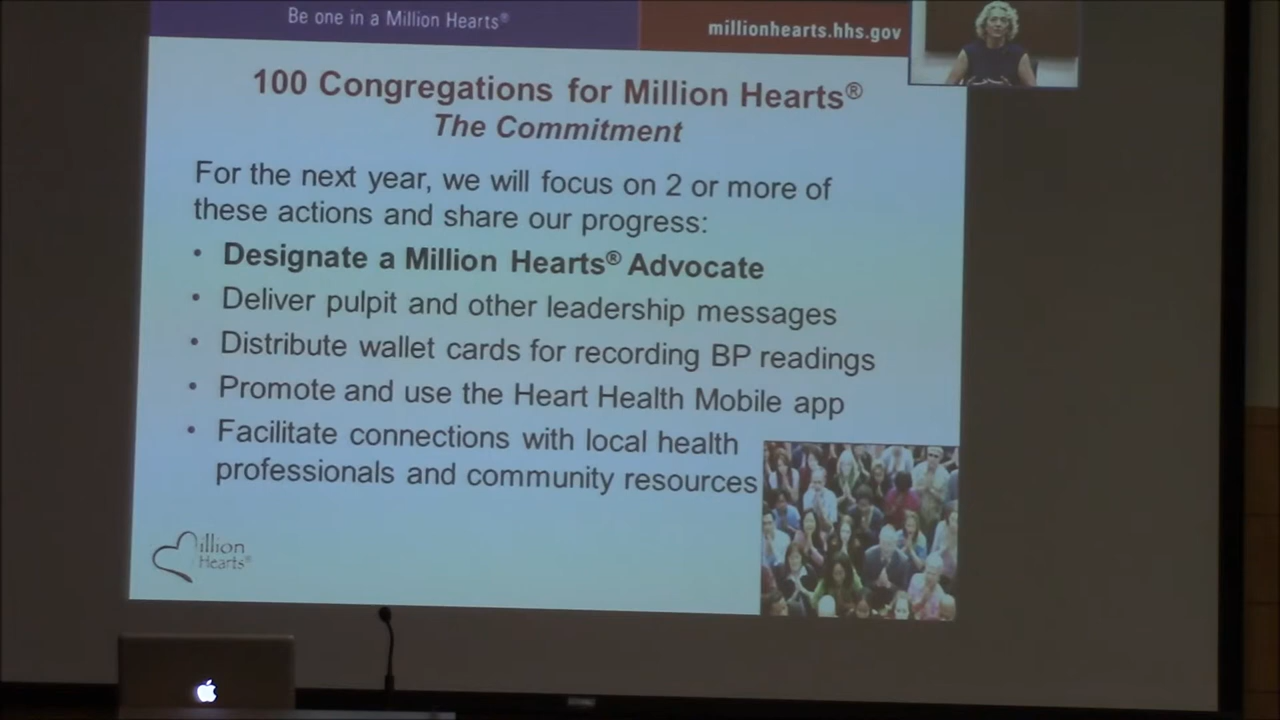 Be one in a Million Hearts®
millionhearts.hhs.gov
100 Congregations for Million Hearts®
The Commitment
For the next year, we will focus on 2 or more of
these actions and share our progress:
• Designate a Million Hearts® Advocate
• Deliver pulpit and other leadership messages
• Distribute wallet cards for recording BP readings
• Promote and use the Heart Health Mobile app
• Facilitate connections with local health
professionals and community resources
Million
Hearts®